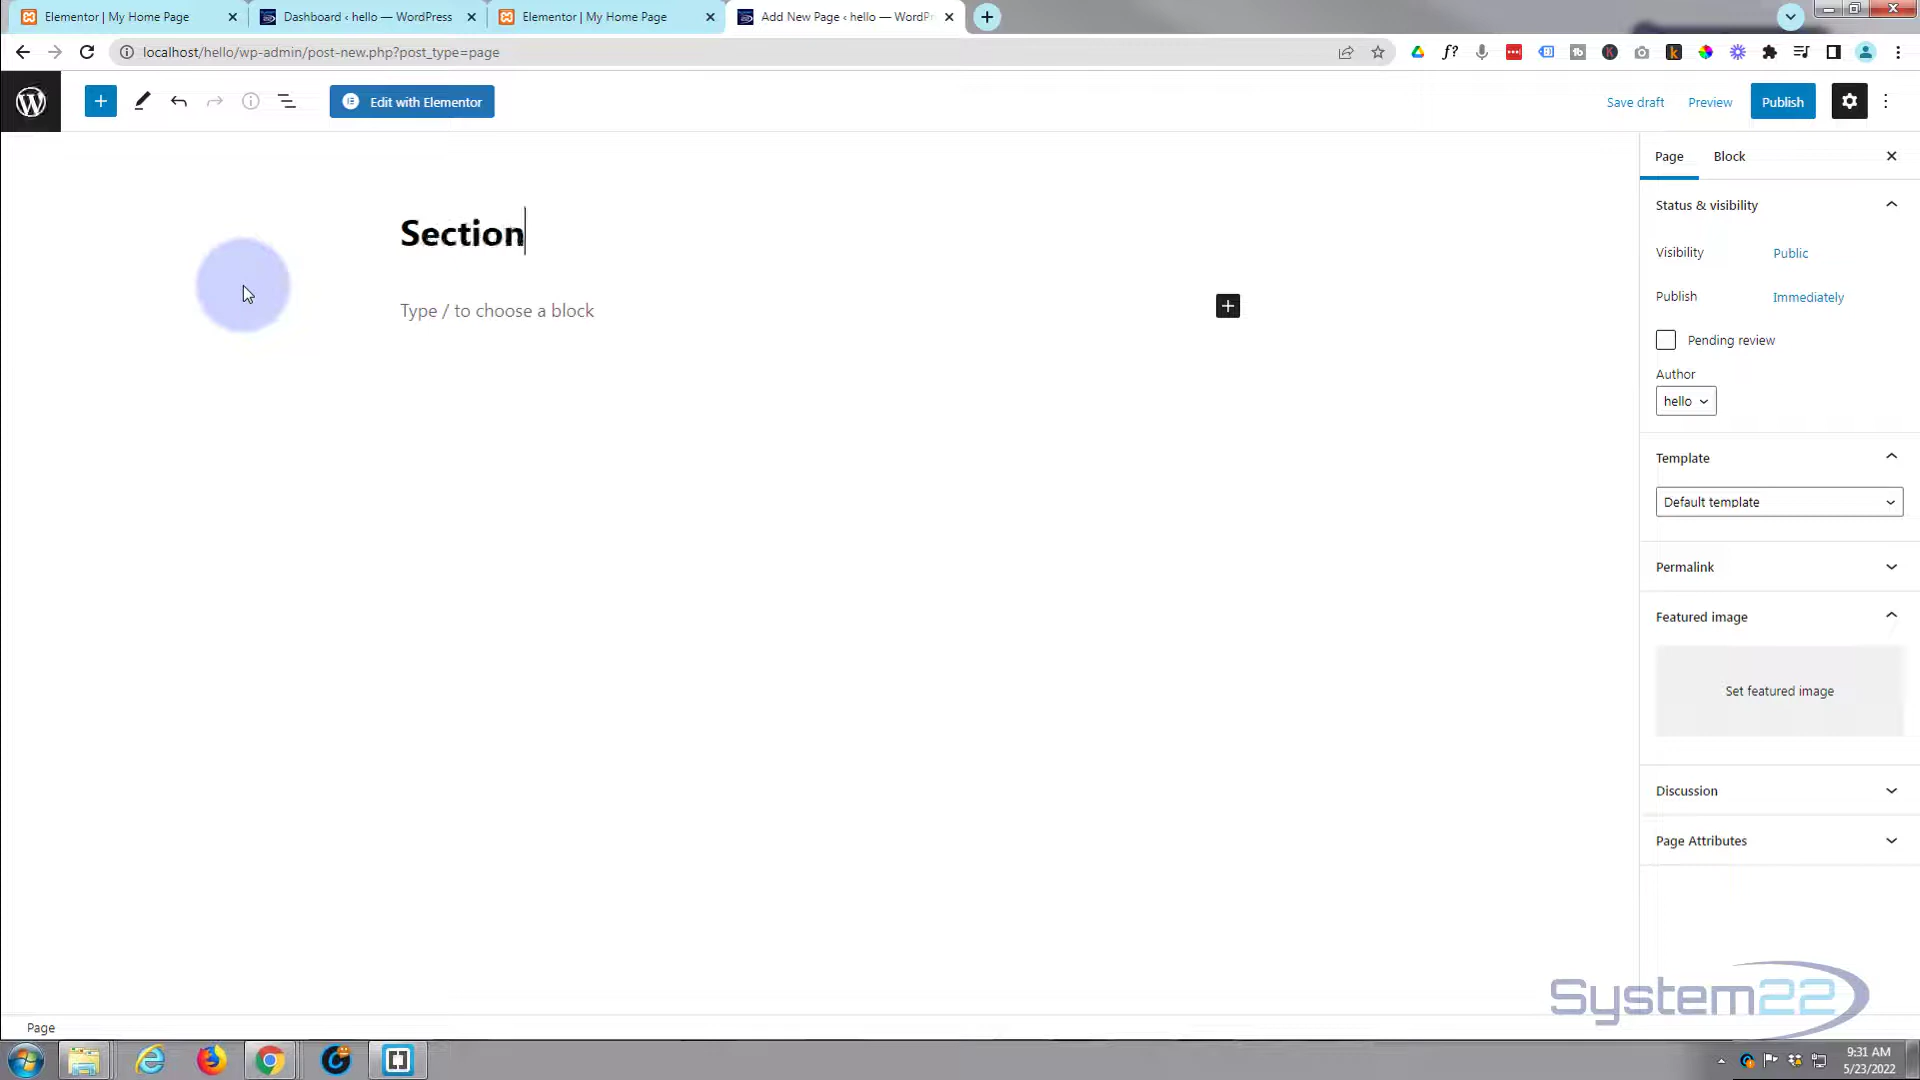 Elementor | My Home Page
Dashboard ‹ hello — WordPress
Elementor | My Home Page
Add New Page ‹ hello — WordPr
localhost/hello/wp-admin/post-new.php?post_type=page
Edit with Elementor
Save draft
Preview
Publish
Section
Type / to choose a block
Page
Block
Status & visibility
Visibility
Public
Publish
Immediately
Pending review
Author
hello
Template
Default template
Permalink
Featured image
Set featured image
Discussion
Page Attributes
System22
Page
9:31 AM
5/23/2022